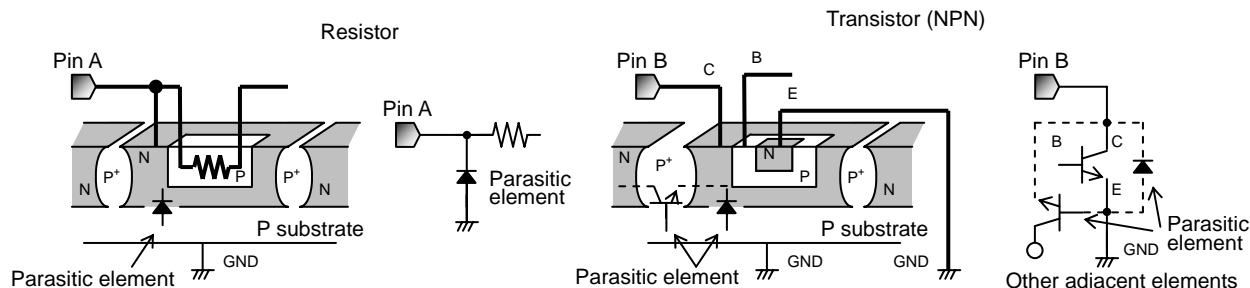 Resistor
Transistor (NPN)
Pin A
Pin B
C
B
E
Pin B
Pin A
N
N
P+
P
P+
N
Parasitic
element
P substrate
GND
Parasitic element
N
P+
N
P
P+
N
P substrate
GND
GND
Parasitic element
B
C
E
GND
Parasitic
element
Other adjacent elements